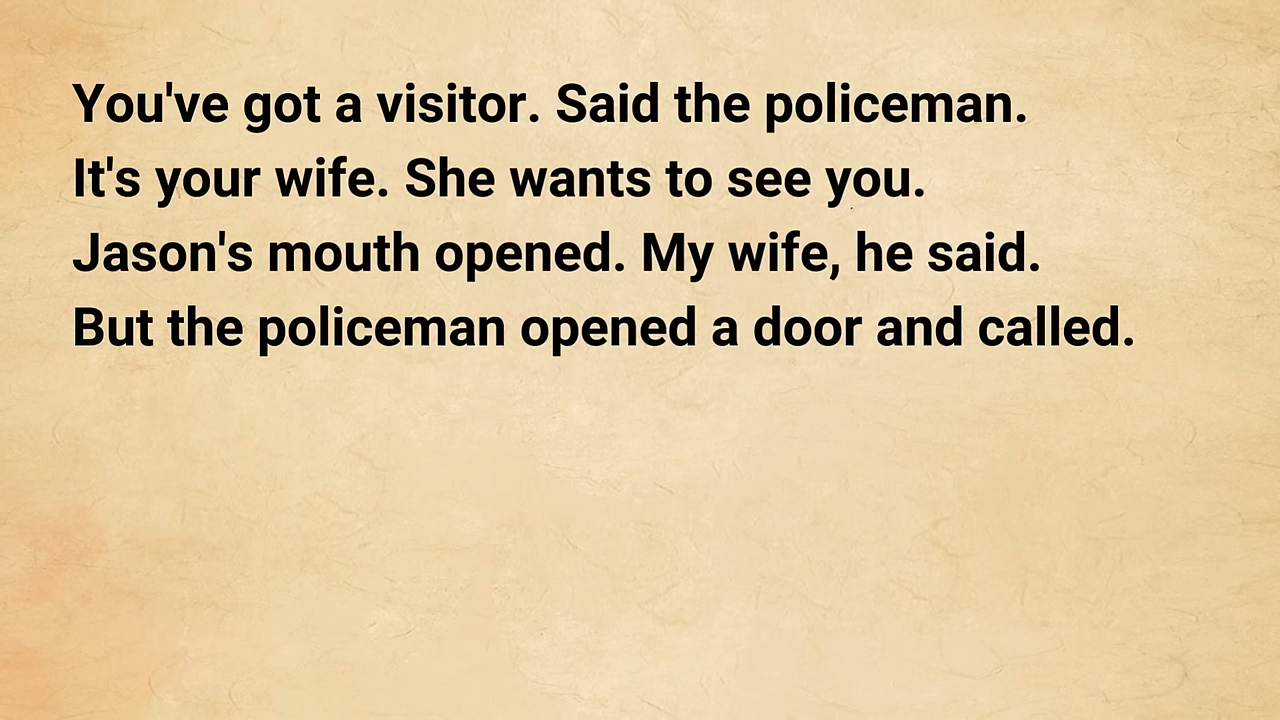 You've got a visitor. Said the policeman.
It's your wife. She wants to see you.
Jason's mouth opened. My wife, he said.
But the policeman opened a door and called.